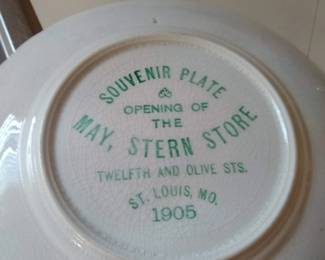 SOUVENIR PLATE
OPENING OF
THE
MAY, STERN STORE
TWELFTH AND OLIVE STS.
ST. LOUIS, MO.
1905